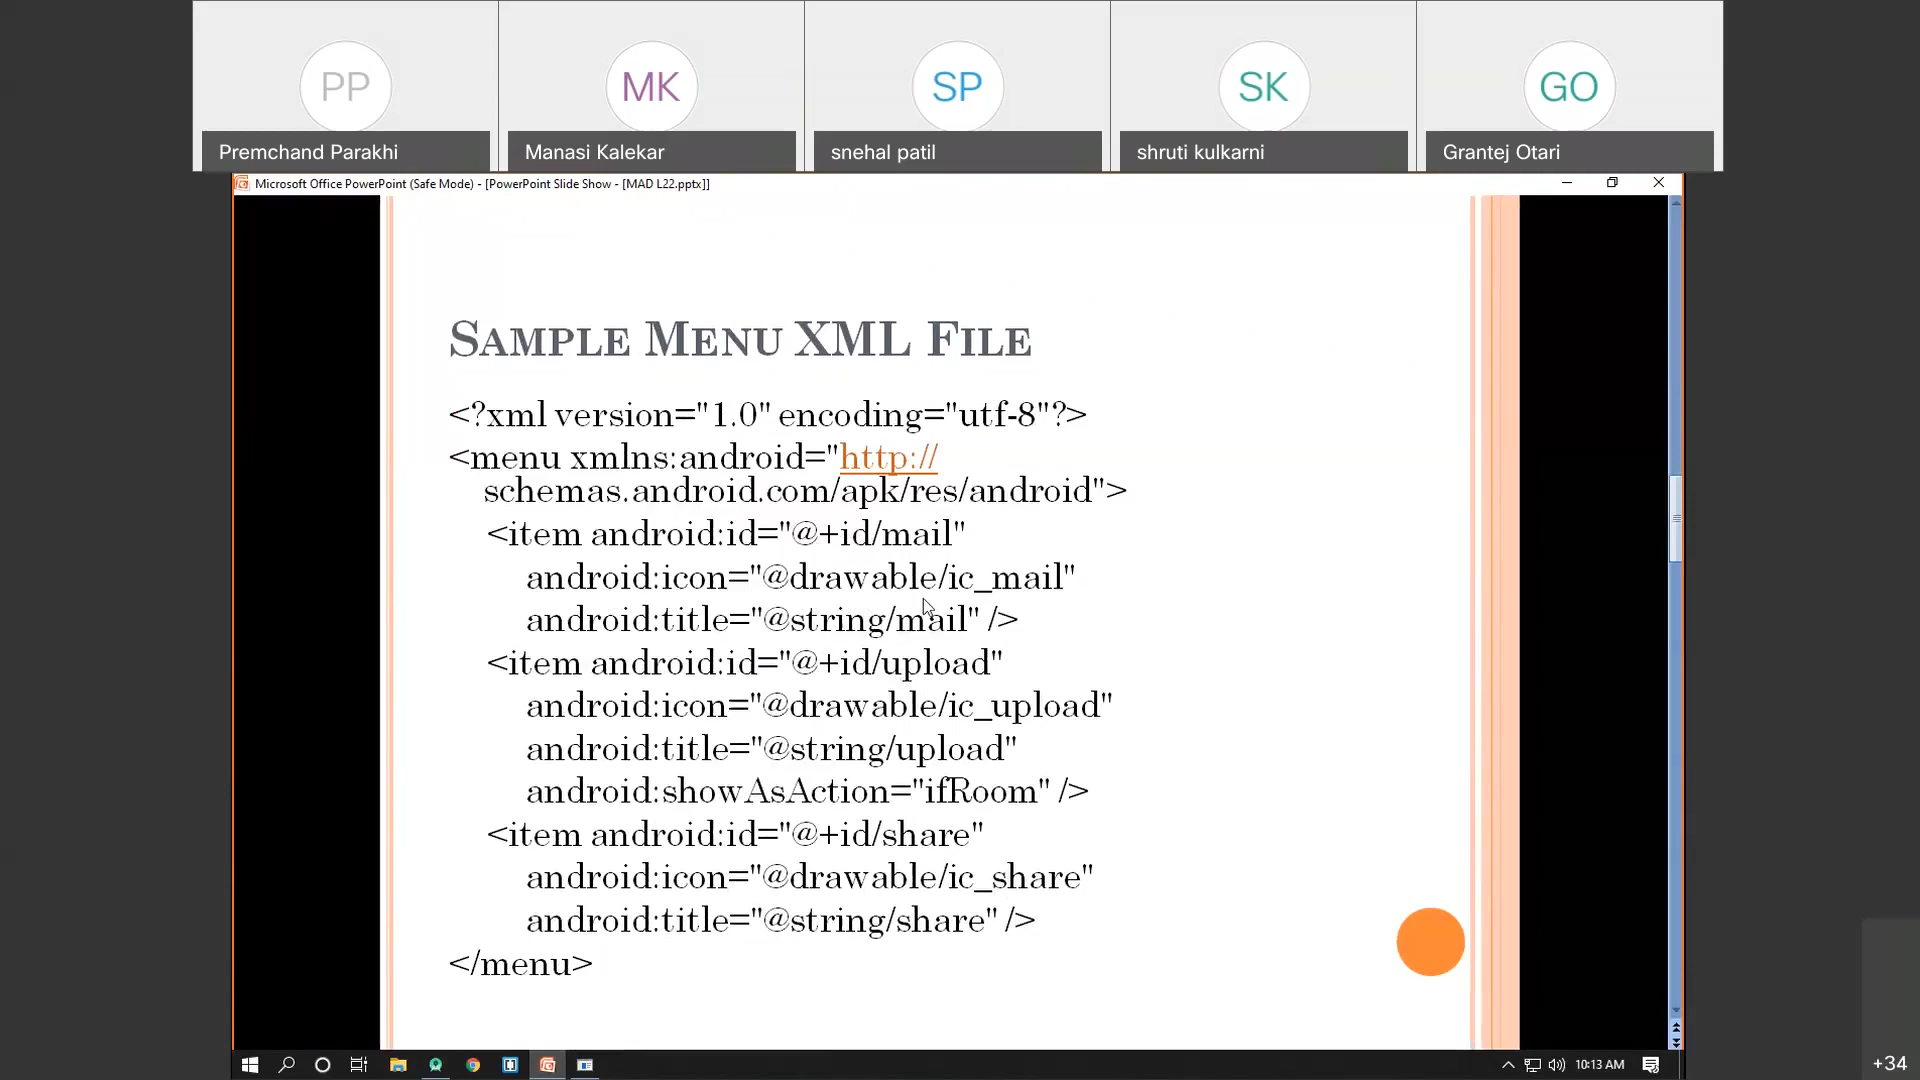 PP
MK
SP
SK
GO
Premchand Parakhi
Manasi Kalekar
snehal patil
shruti kulkarni
Grantej Otari
Microsoft Office PowerPoint (Safe Mode) - [PowerPoint Slide Show - [MAD L22.pptx]]
SAMPLE MENU XML FILE
<?xml version="1.0" encoding="utf-8"?>
<menu xmlns:android="http://
schemas.android.com/apk/res/android">
<item android:id="@+id/mail"
android:icon="@drawable/ic_mail"
android:title="@string/mail" />
<item android:id="@+id/upload"
android:icon="@drawable/ic_upload"
android:title="@string/upload"
android:showAsAction="ifRoom" />
<item android:id="@+id/share"
android:icon="@drawable/ic_share"
android:title="@string/share" />
</menu>
10:13 AM
+34